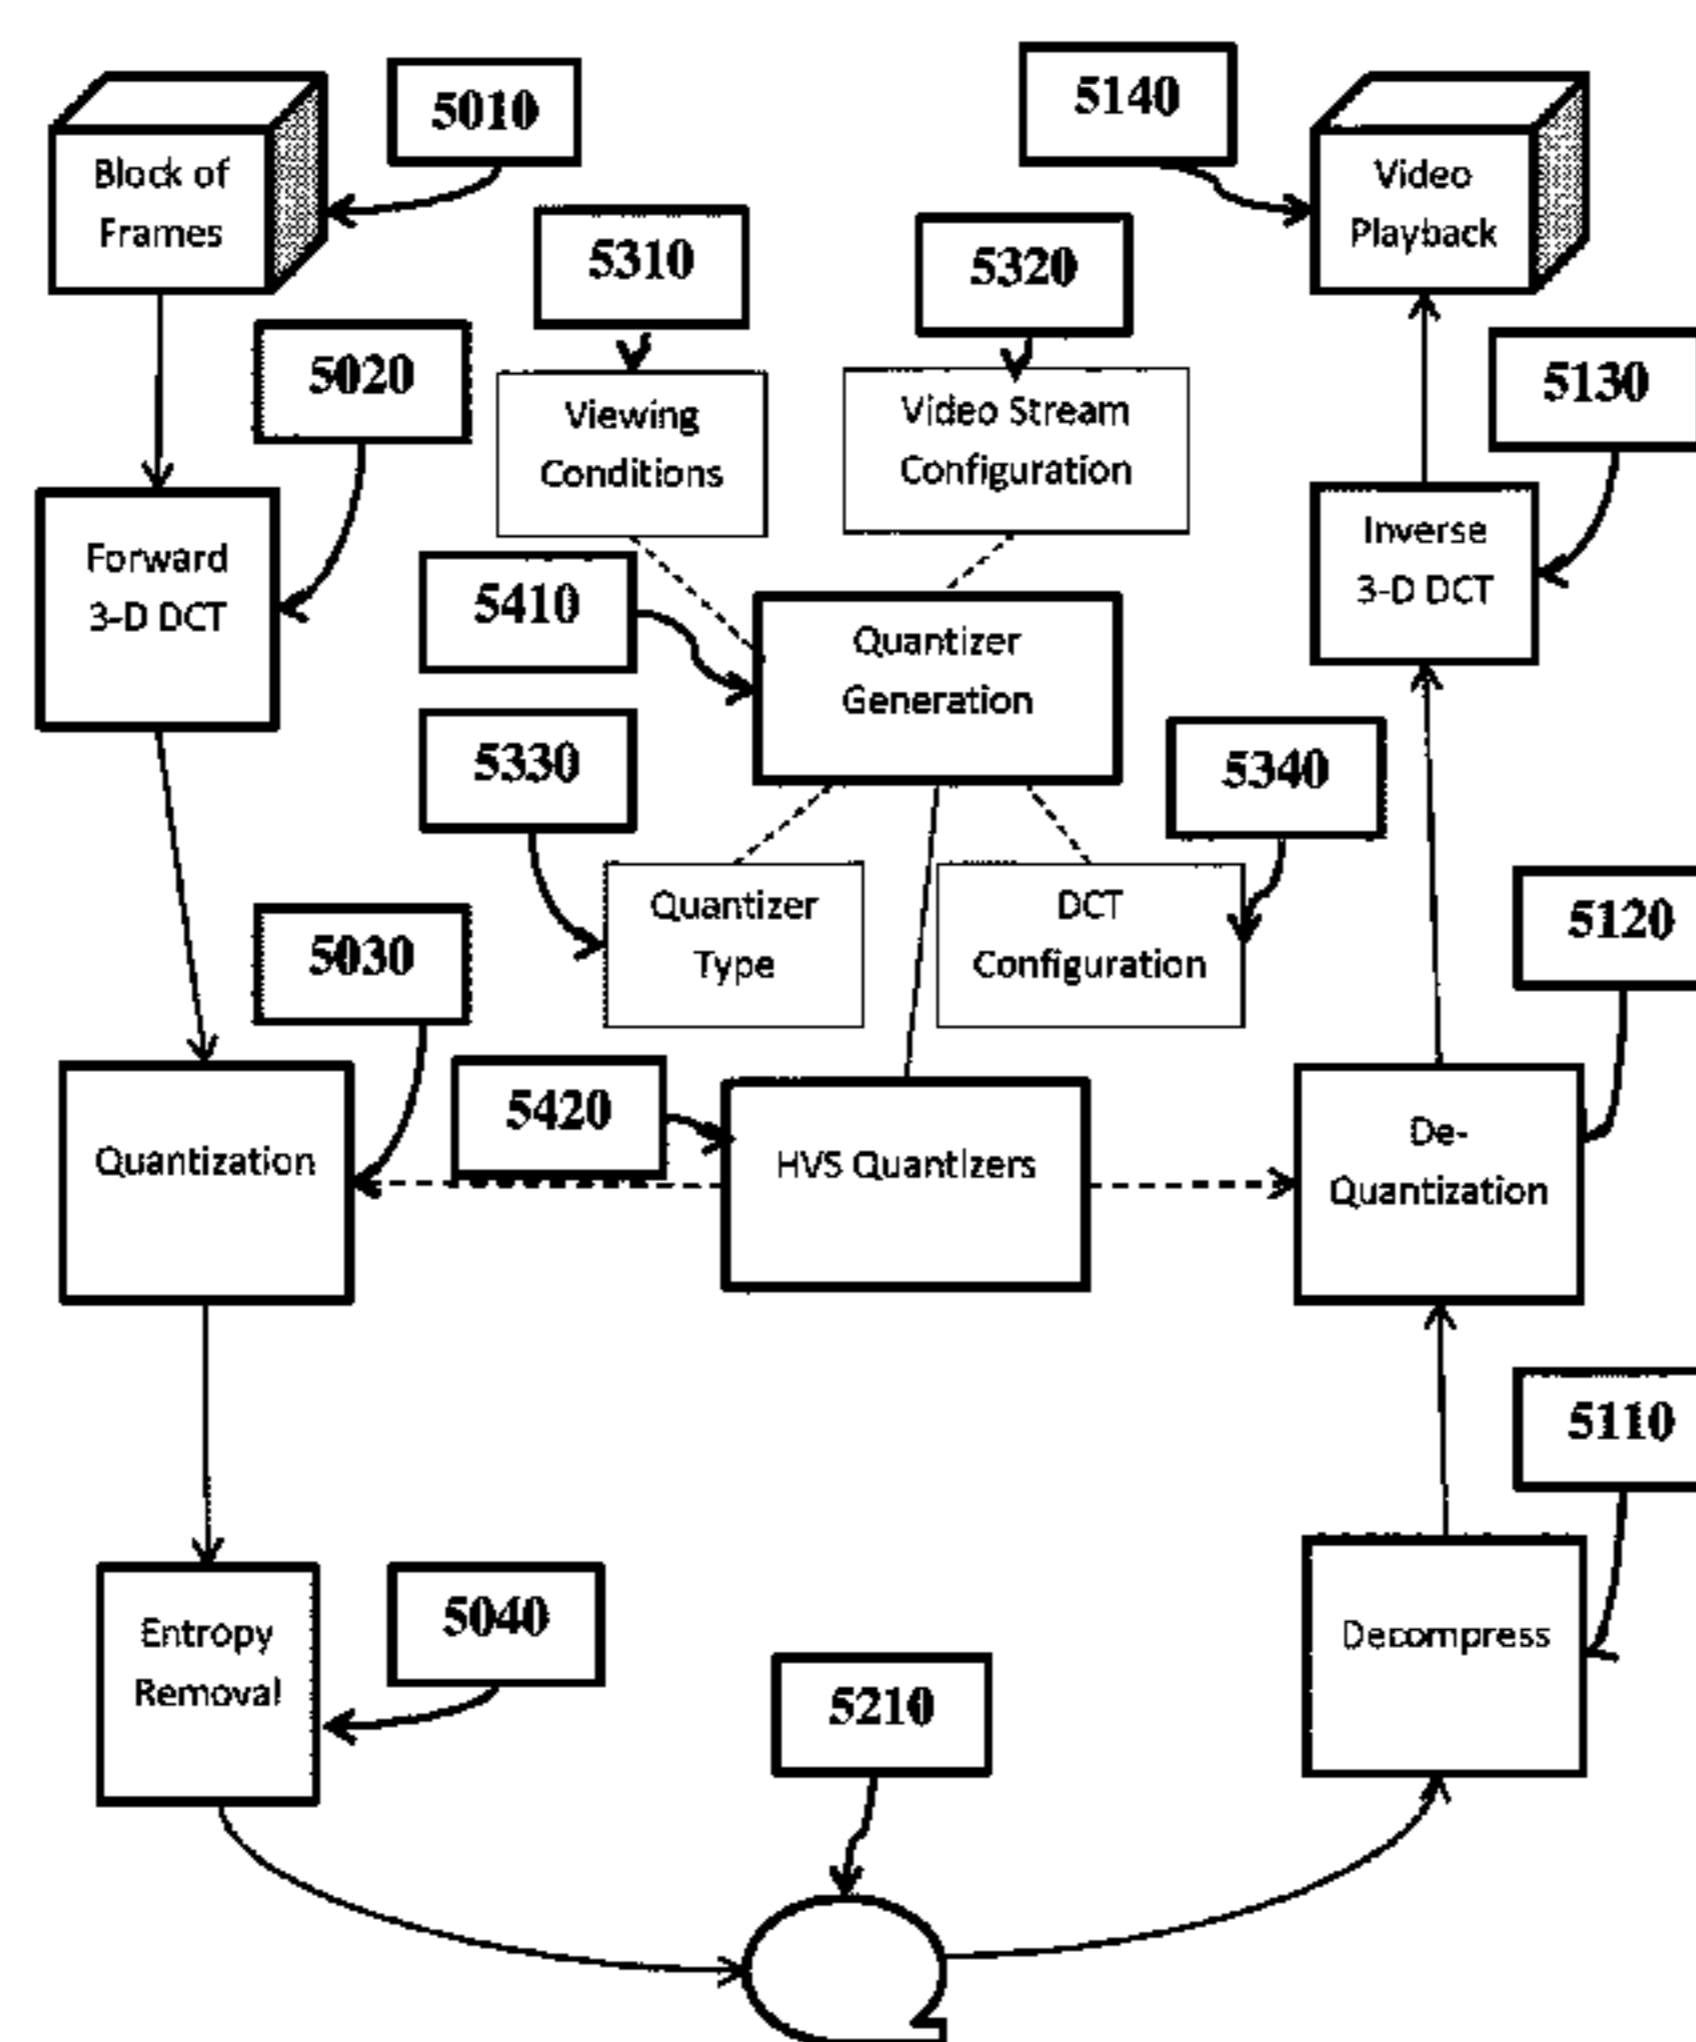 5010
5140
Block of
Frames
Video
Playback
5310
5320
5020
5130
Viewing
Conditions
Video Stream
Configuration
Forward
3-D DCT
Inverse
3-D DCT
5410
Quantizer
Generation
5330
5340
Quantizer
Type
DCT
Configuration
5030
5120
5420
Quantization
HVS Quantizers
De-
Quantization
5110
Entropy
Removal
5040
Decompress
5210